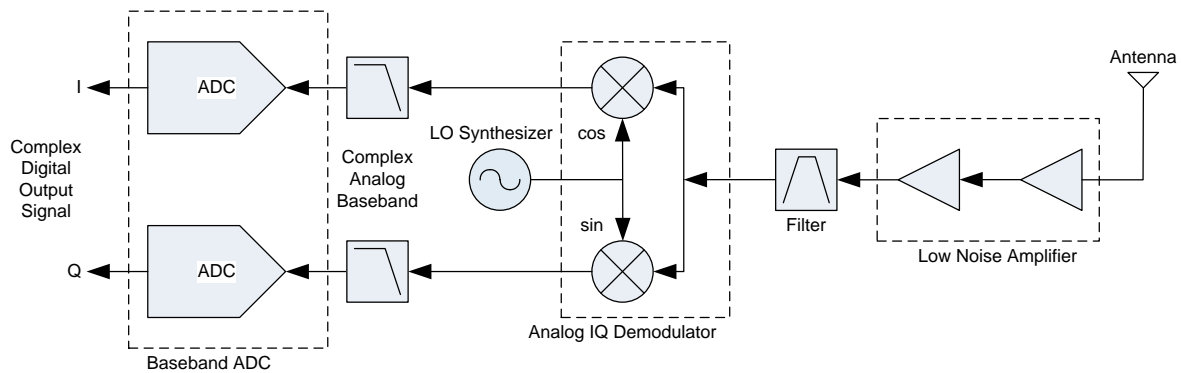 Antenna
ADC
I
cos
LO Synthesizer
Complex
Digital
Output
Signal
Complex
Analog
Baseband
sin
Filter
Low Noise Amplifier
Q
ADC
Analog IQ Demodulator
Baseband ADC